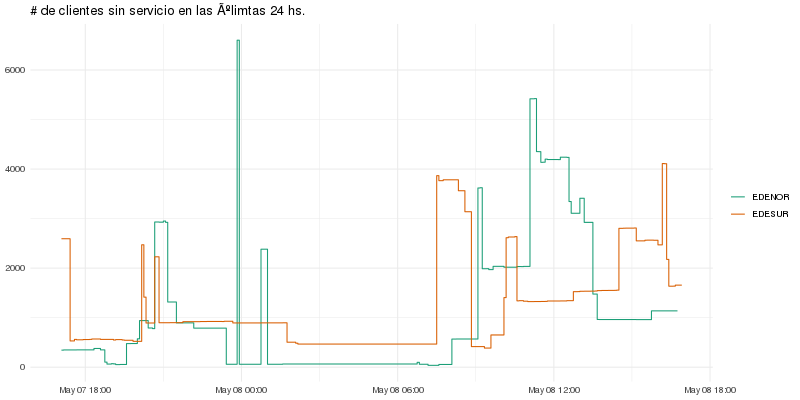 # de clientes sin servicio en las Ãºlimtas 24 hs.
6000
4000
2000
0
May 07 18:00
May 08 00:00
May 08 06:00
May 08 12:00
May 08 18:00
EDENOR
EDESUR